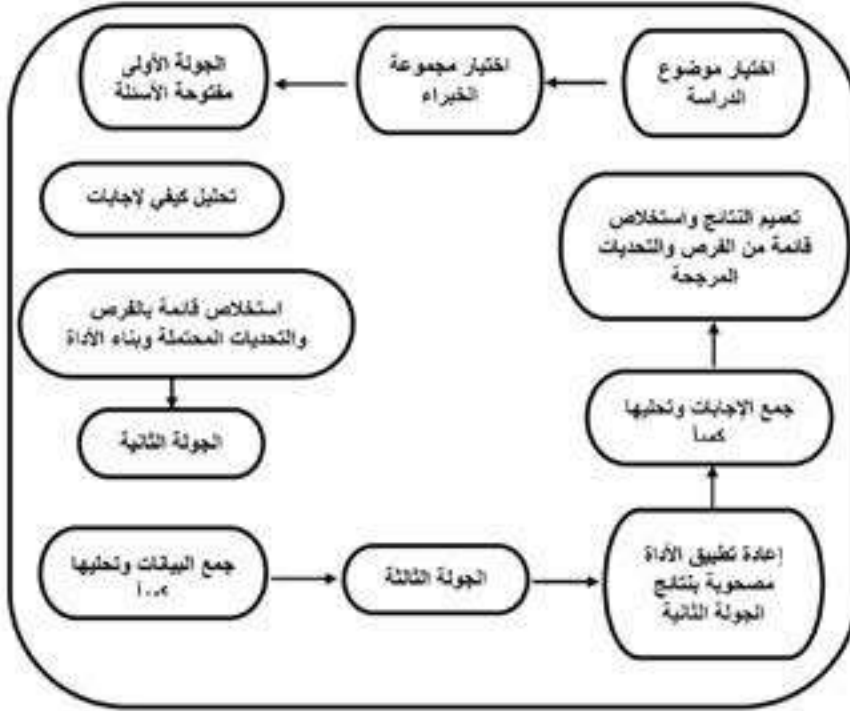 اختيار موضوع
الدراسة
اختيار مجموعة
الخبراء
الجولة الأولى
مفتوحة الأسئلة
تحليل كيفي لإجابات
استخلاص قائمة بالفرص
والتحديات المحتملة وبناء الأداة
الجولة الثانية
جمع البيانات وتحليها
الجولة الثالثة
إعادة تطبيق الأداة
مصحوبة بنتائج
الجولة الثانية
جمع الإجابات وتحليها
تعميم النتائج واستخلاص
قائمة من الفرص والتحديات
المرجحة